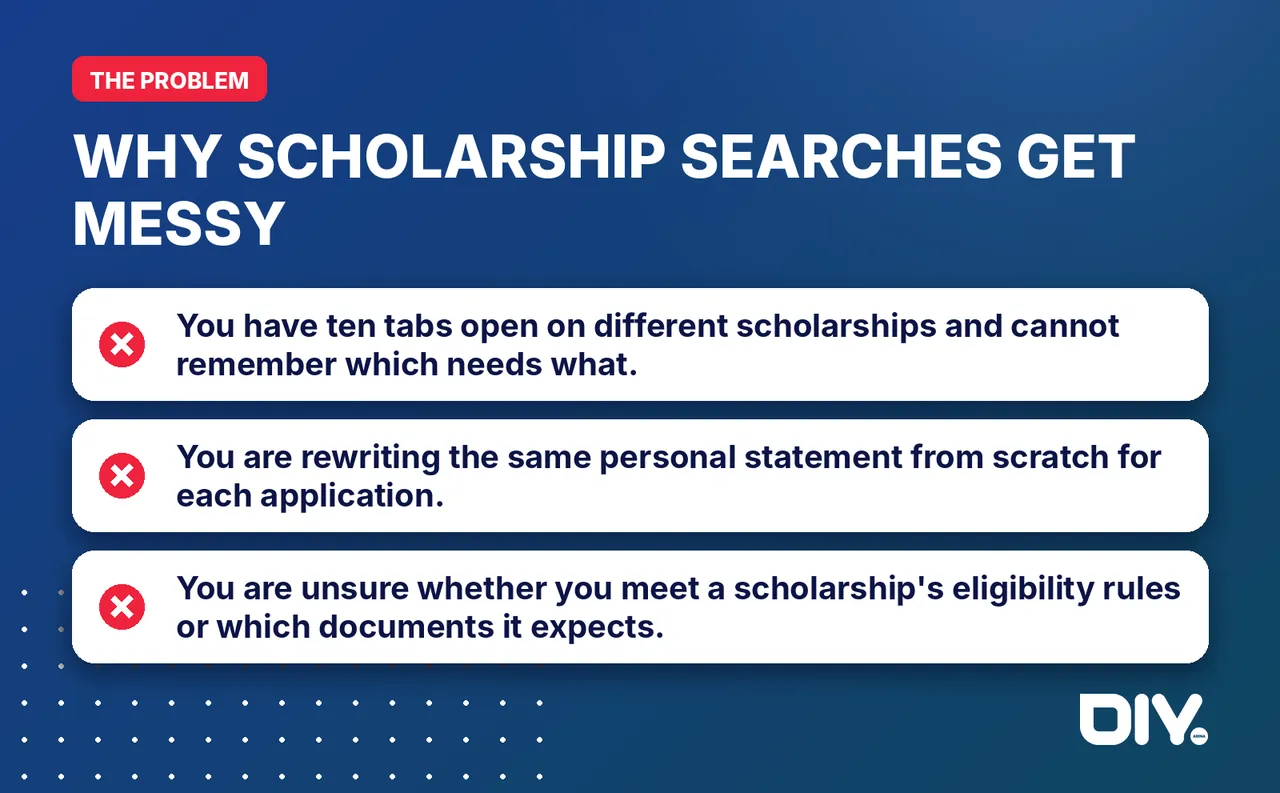 THE PROBLEM
WHY SCHOLARSHIP SEARCHES GET
MESSY
You have ten tabs open on different scholarships and cannot
remember which needs what.
You are rewriting the same personal statement from scratch for
each application.
You are unsure whether you meet a scholarship's eligibility rules
or which documents it expects.
DIY.
ARENA